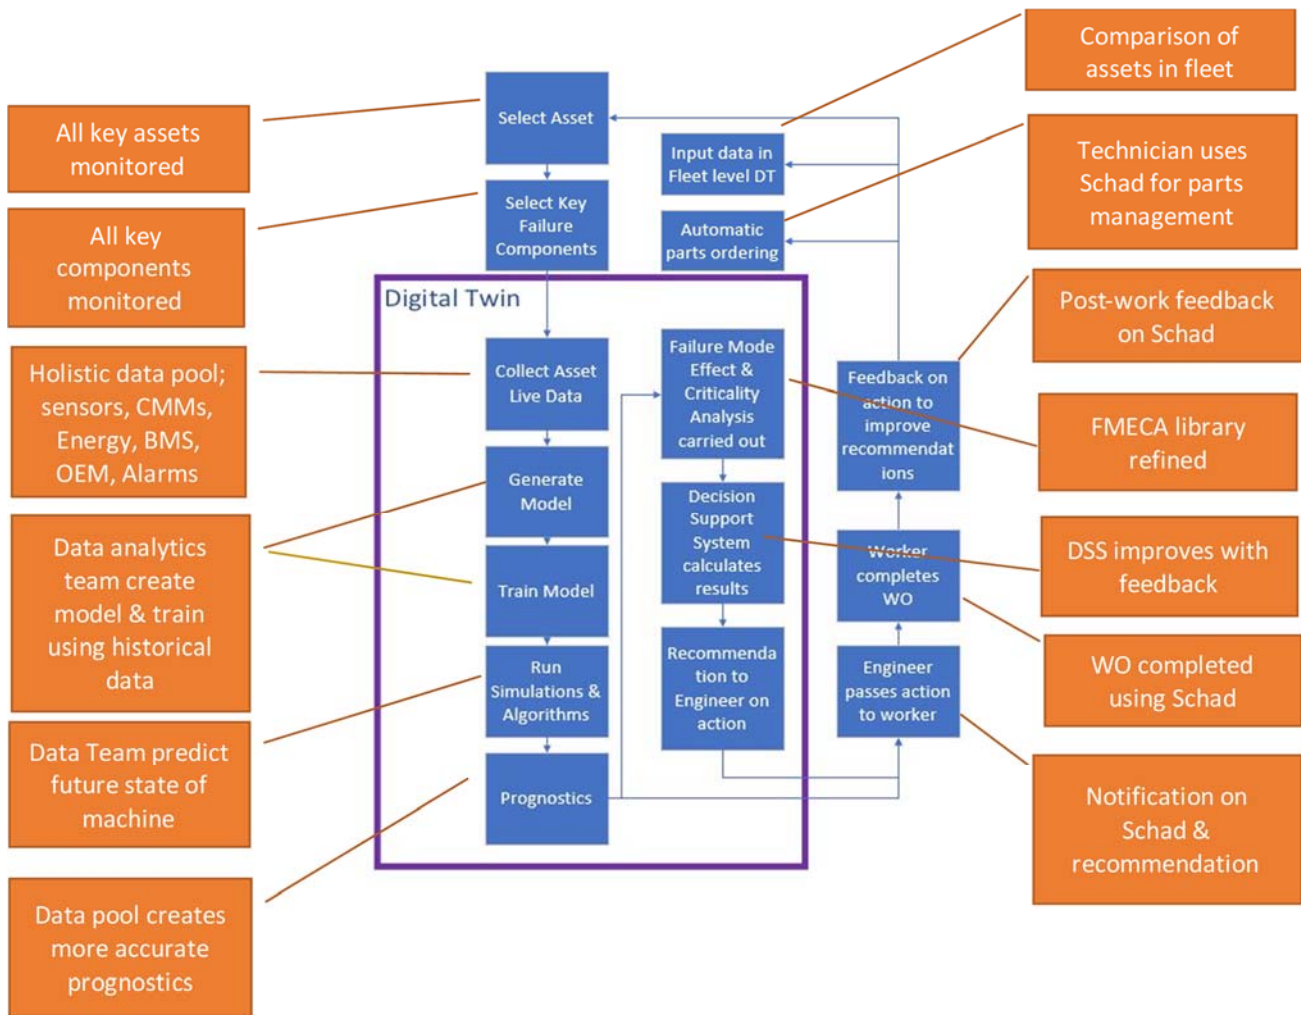 All key assets
monitored
All key
components
monitored
Holistic data pool;
sensors, CMMs,
Energy, BMS,
OEM, Alarms
Data analytics
team create
model & train
using historical
data
Data Team predict
future state of
machine
Data pool creates
more accurate
prognostics
Select Asset
Select Key
Failure
Components
Digital Twin
Collect Asset
Live Data
Generate
Model
Train Model
Run
Simulations &
Algorithms
Prognostics
Input data in
Fleet level DT
Automatic
parts ordering
Failure Mode
Effect &
Criticality
Analysis
carried out
Decision
Support
System
calculates
results
Recommenda
tion to
Engineer on
action
Feedback on
action to
improve
recommendat
ions
Worker
completes
WO
Engineer
passes action
to worker
Comparison of
assets in fleet
Technician uses
Schad for parts
management
Post-work feedback
on Schad
FMECA library
refined
DSS improves with
feedback
WO completed
using Schad
Notification on
Schad &
recommendation